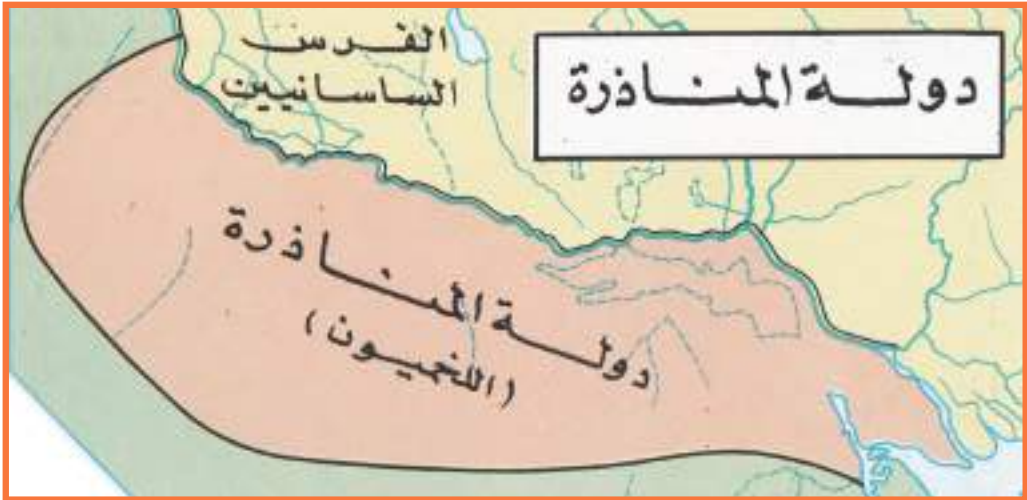 دولة المناذرة
الفرس
الساسانيين
دولة المناذرة
(اللخميون)